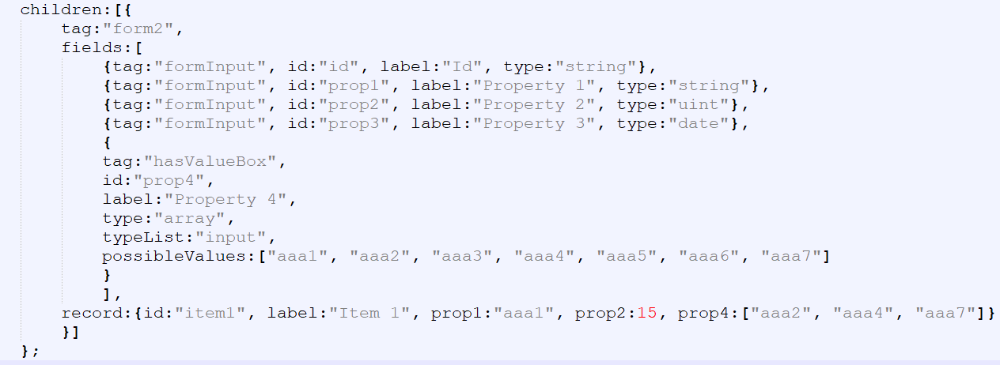 children:[{
tag:"form2",
fields:[
{tag:"formInput", id:"id", label:"Id", type:"string"},
{tag:"formInput", id:"prop1", label:"Property 1", type:"string"},
{tag:"formInput", id:"prop2", label:"Property 2", type:"uint"},
{tag:"formInput", id:"prop3", label:"Property 3", type:"date"},
{
tag:"hasValueBox",
id:"prop4",
label:"Property 4",
type:"array",
typeList:"input",
possibleValues:["aaa1", "aaa2", "aaa3", "aaa4", "aaa5", "aaa6", "aaa7"]
}
],
record:{id:"item1", label:"Item 1", prop1:"aaa1", prop2:15, prop4:["aaa2", "aaa4", "aaa7"]}
}]
};